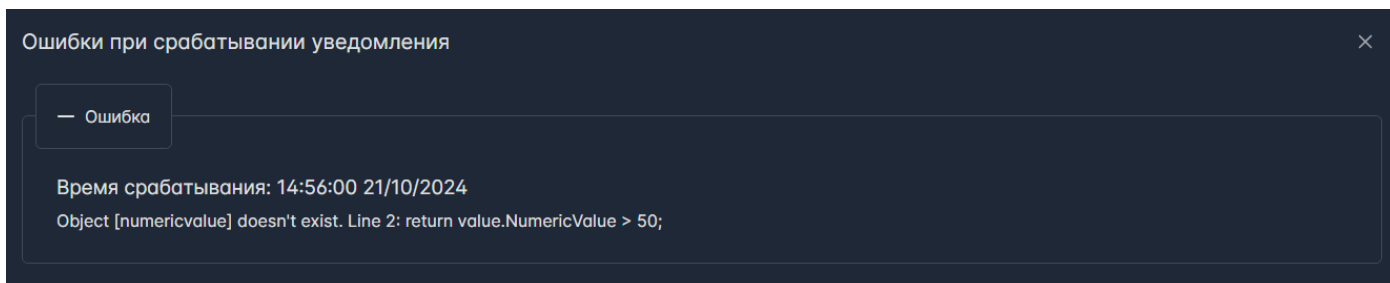 Ошибки при срабатывании уведомления
— Ошибка
Время срабатывания: 14:56:00 21/10/2024
Object [numericvalue] doesn't exist. Line 2: return value.NumericValue > 50;